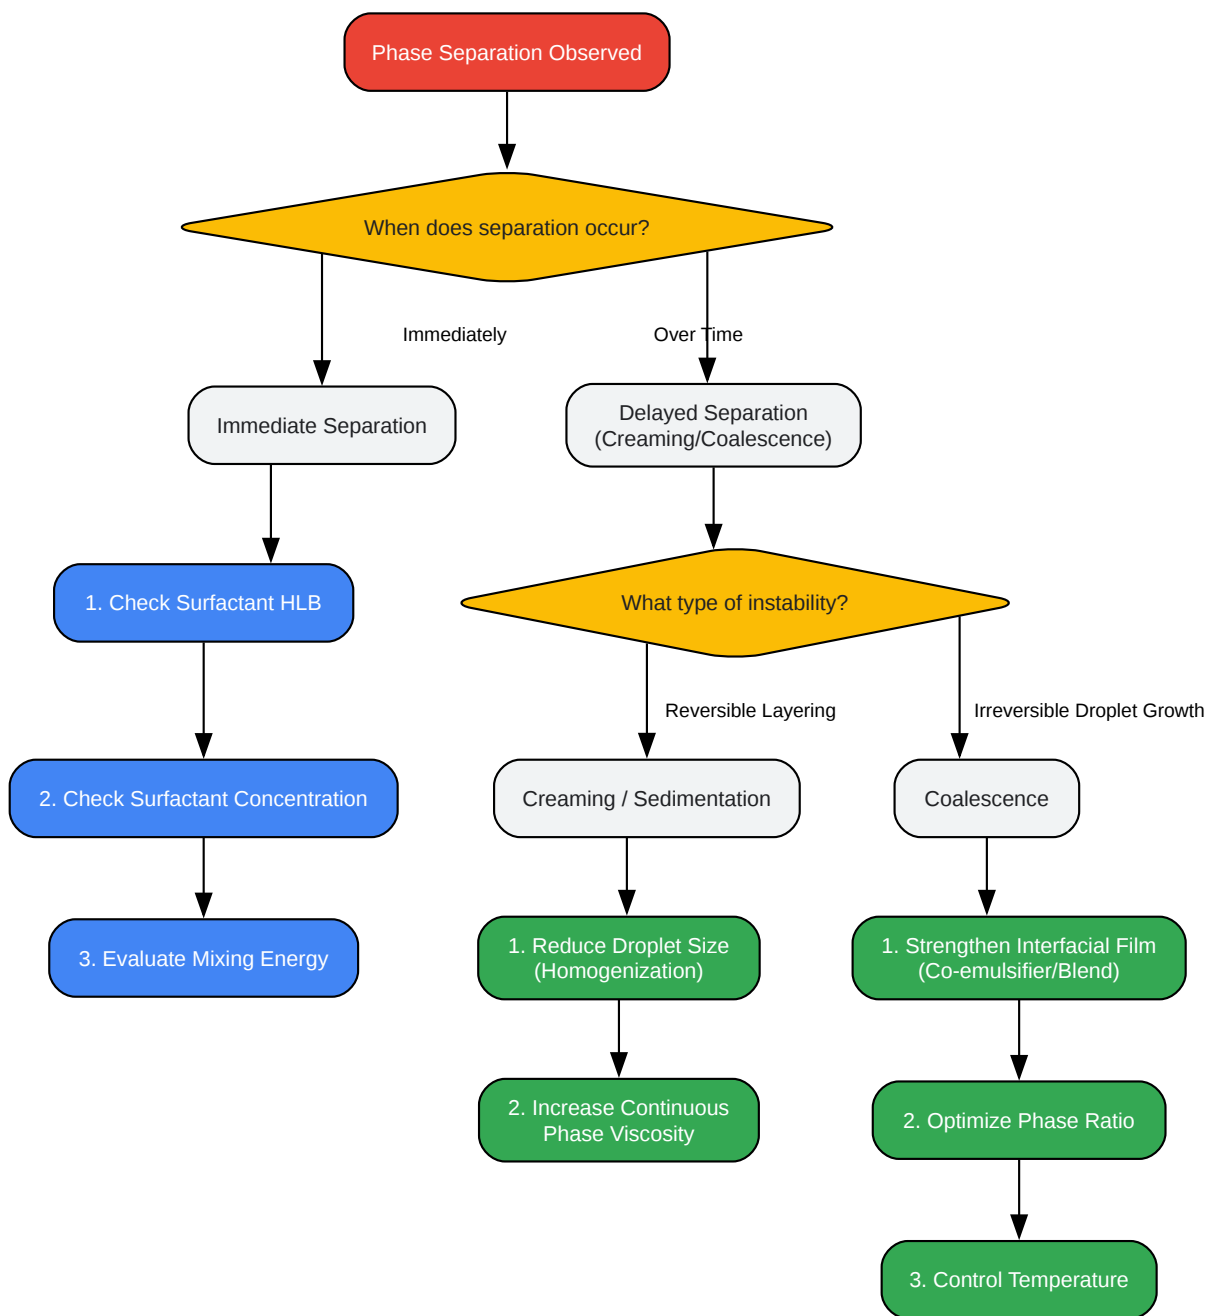 Phase Separation Observed
When does separation occur?
Immediately
Over Time
Immediate Separation
Delayed Separation
(Creaming/Coalescence)
1. Check Surfactant HLB
What type of instability?
Reversible Layering
Irreversible Droplet Growth
2. Check Surfactant Concentration
Creaming / Sedimentation
Coalescence
3. Evaluate Mixing Energy
1. Reduce Droplet Size
(Homogenization)
1. Strengthen Interfacial Film
(Co-emulsifier/Blend)
2. Increase Continuous
Phase Viscosity
2. Optimize Phase Ratio
3. Control Temperature